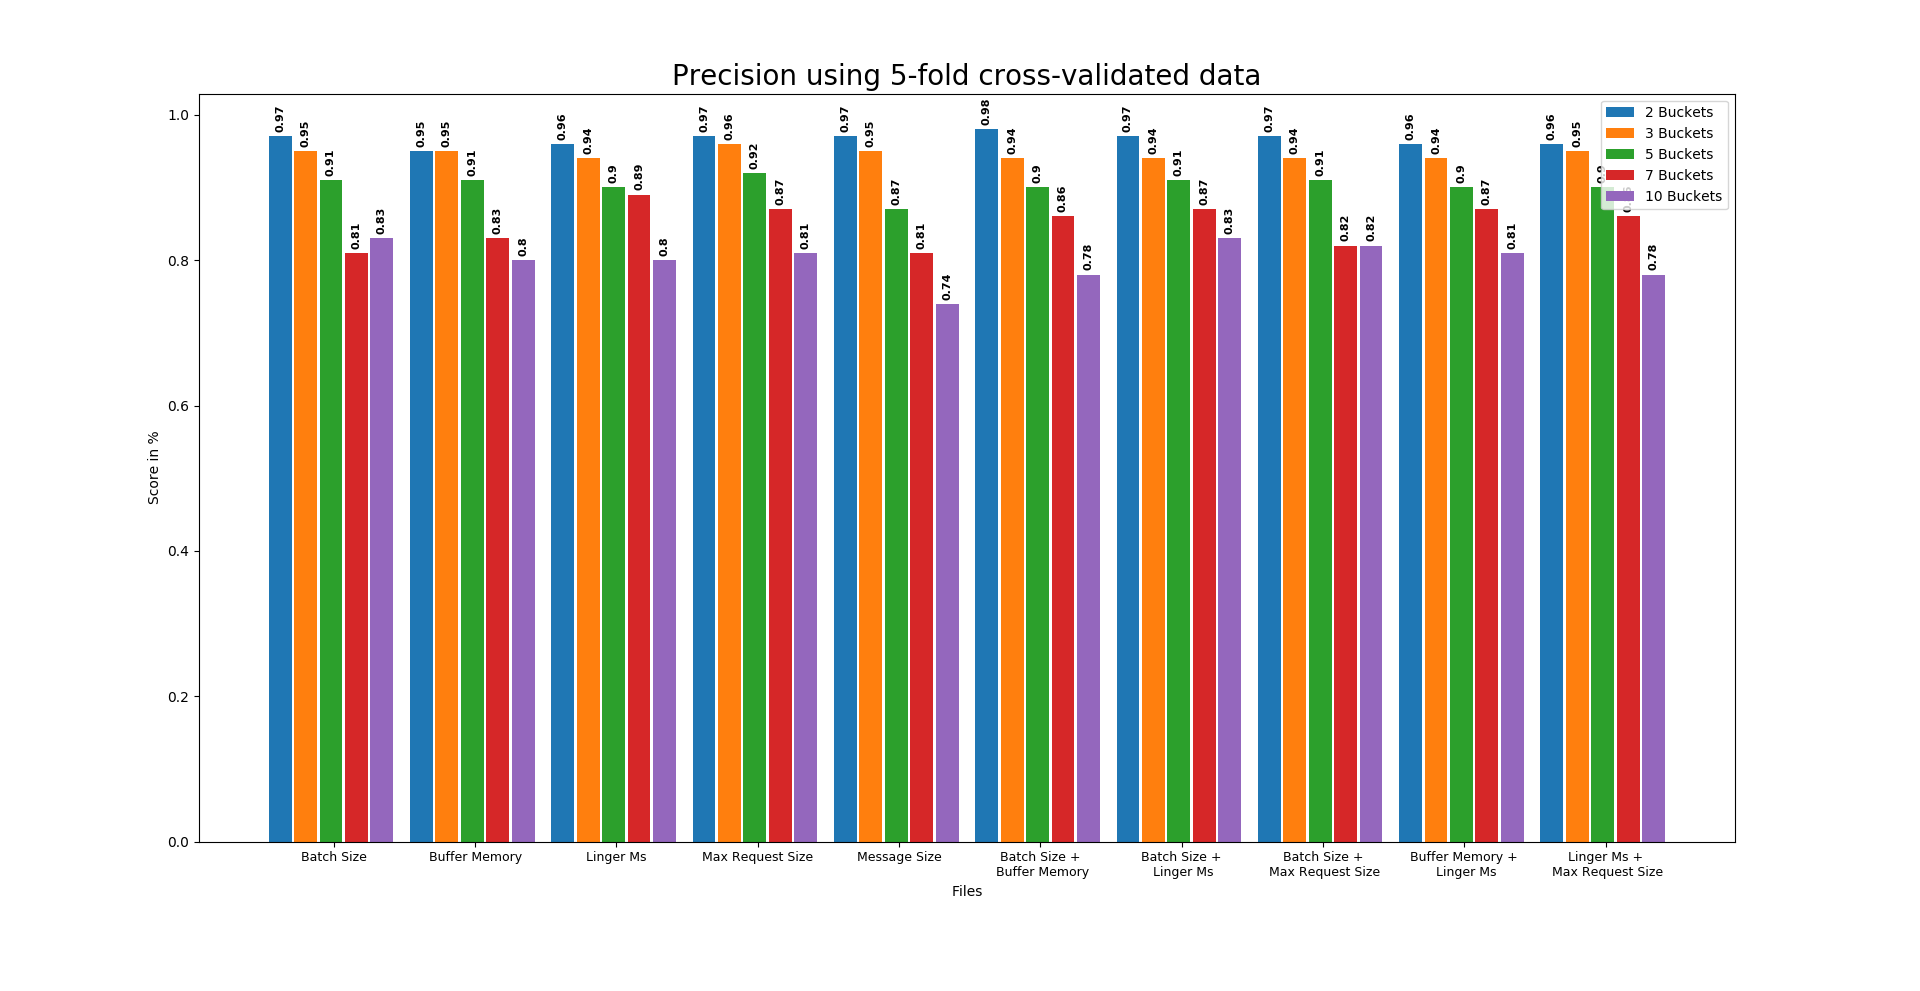 Precision using 5-fold cross-validated data
1.0
0.8
0.6
0.4
0.2
0.0
Score in %
0.97
0.95
0.91
0.81
0.83
0.95
0.95
0.91
0.83
0.8
0.96
0.94
0.9
0.89
0.8
0.97
0.96
0.92
0.87
0.81
0.97
0.95
0.87
0.81
0.74
0.98
0.94
0.9
0.86
0.78
0.97
0.94
0.91
0.87
0.83
0.97
0.94
0.91
0.82
0.82
0.96
0.94
0.9
0.87
0.81
0.96
0.95
0.78
2 Buckets
3 Buckets
5 Buckets
7 Buckets
10 Buckets
Batch Size
Buffer Memory
Linger Ms
Max Request Size
Message Size
Batch Size +
Buffer Memory
Batch Size +
Linger Ms
Batch Size +
Max Request Size
Buffer Memory +
Linger Ms
Linger Ms +
Max Request Size
Files